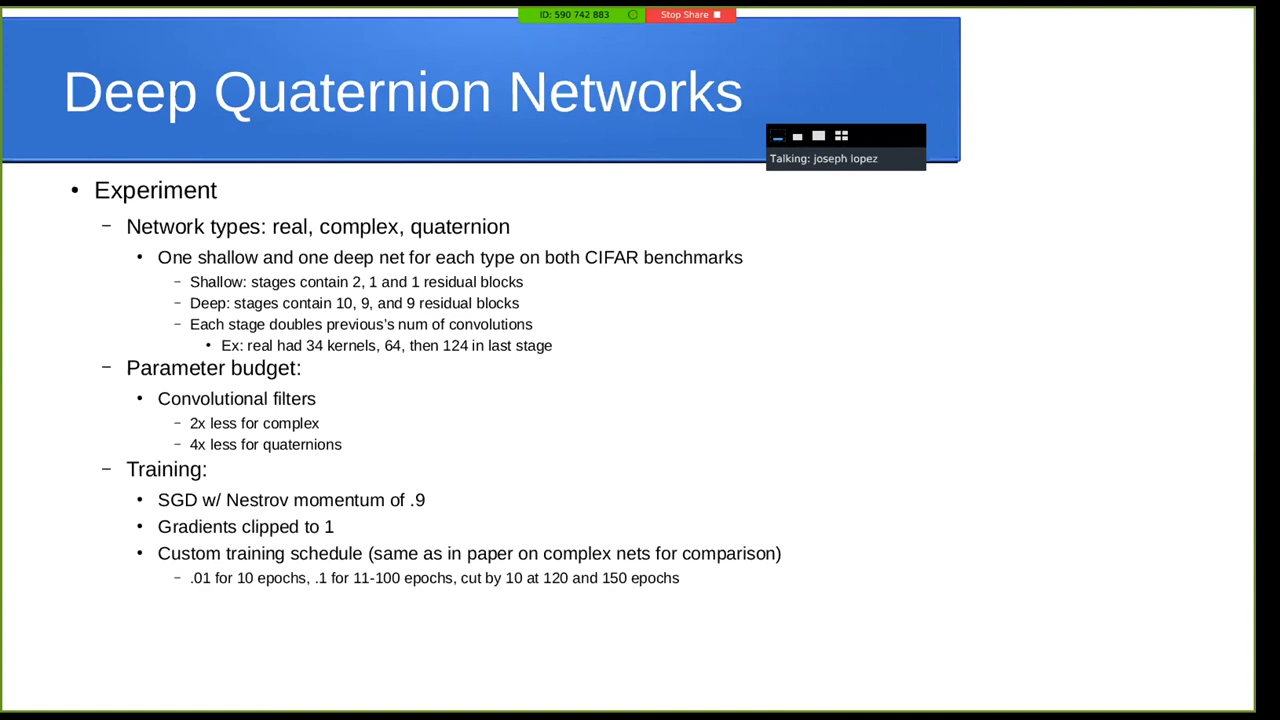 ID: 590 742 883
Stop Share
Deep Quaternion Networks
Talking: joseph lopez
• Experiment
– Network types: real, complex, quaternion
• One shallow and one deep net for each type on both CIFAR benchmarks
– Shallow: stages contain 2, 1 and 1 residual blocks
– Deep: stages contain 10, 9, and 9 residual blocks
– Each stage doubles previous's num of convolutions
• Ex: real had 34 kernels, 64, then 124 in last stage
– Parameter budget:
• Convolutional filters
– 2x less for complex
– 4x less for quaternions
– Training:
• SGD w/ Nestrov momentum of .9
• Gradients clipped to 1
• Custom training schedule (same as in paper on complex nets for comparison)
– .01 for 10 epochs, .1 for 11-100 epochs, cut by 10 at 120 and 150 epochs